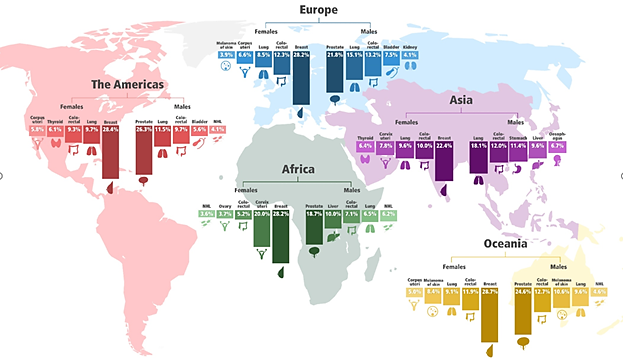 Europe
Females Males
Melanoma of skin Corpus uteri Lung Colo-rectal Breast Prostate Lung Colo-rectal Bladder Kidney
3.9% 6.6% 8.5% 12.3% 28.2% 21.8% 15.1% 13.2% 7.5% 4.1%
The Americas
Females Males
Corpus uteri Thyroid Colo-rectal Lung Breast Prostate Lung Colo-rectal Bladder NHL
5.8% 6.1% 9.3% 9.7% 28.4% 26.3% 11.5% 9.7% 5.6% 4.1%
Asia
Females Males
Thyroid Cervix uteri Lung Colo-rectal Breast Lung Colo-rectal Stomach Liver Oesoph-agus
6.4% 7.8% 9.6% 10.0% 22.4% 18.1% 12.0% 11.4% 9.6% 6.7%
Africa
Females Males
NHL Ovary Colo-rectal Cervix uteri Breast Prostate Liver Colo-rectal Lung NHL
3.6% 3.7% 5.2% 20.0% 28.2% 18.7% 10.0% 7.1% 6.5% 6.2%
Oceania
Females Males
Corpus uteri Melanoma of skin Lung Colo-rectal Breast Prostate Colo-rectal Melanoma of skin Lung NHL
8.4% 9.1% 11.9% 28.7% 24.6% 12.7% 10.6% 9.6% 4.6%